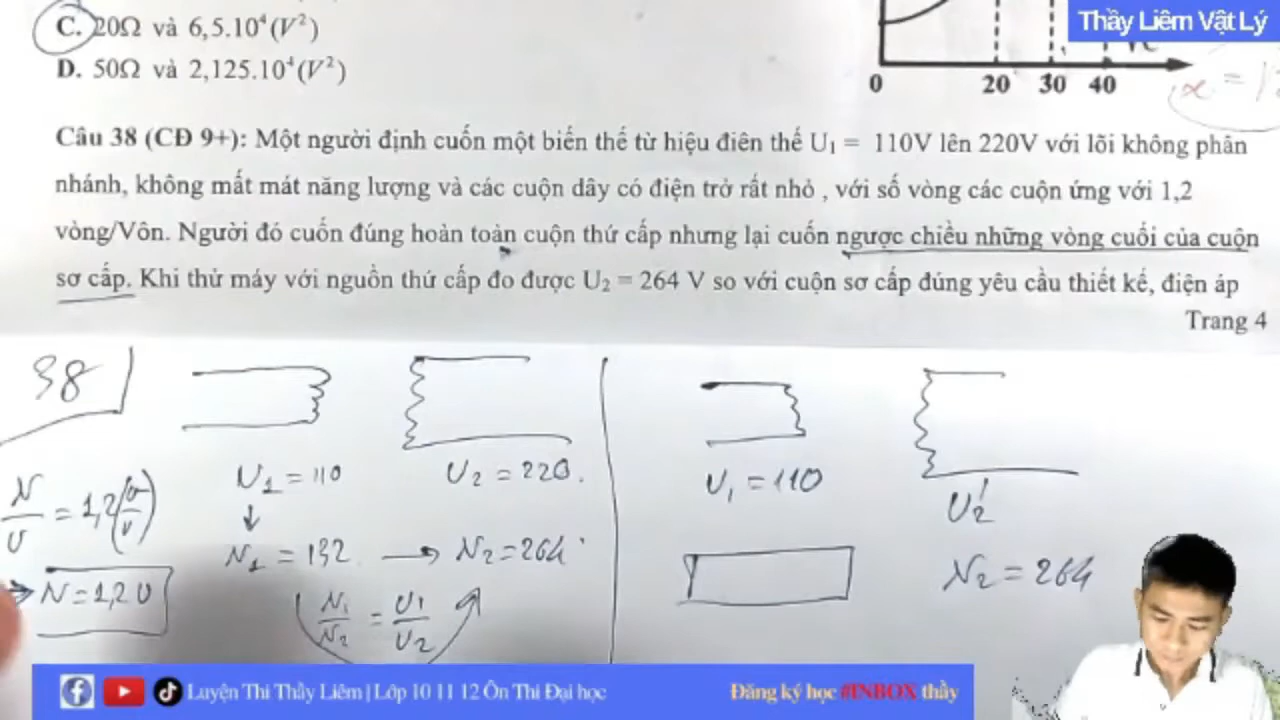 C. 20Ω và 6,5.10⁴(V²)
D. 50Ω và 2,125.10⁴(V²)
Thầy Liêm Vật Lý
0 20 30 40
x = 1
Câu 38 (CĐ 9+): Một người định cuốn một biến thế từ hiệu điên thế U₁ = 110V lên 220V với lõi không phân
nhánh, không mất mát năng lượng và các cuộn dây có điện trở rất nhỏ , với số vòng các cuộn ứng với 1,2
vòng/Vôn. Người đó cuốn đúng hoàn toàn cuộn thứ cấp nhưng lại cuốn ngược chiều những vòng cuối của cuộn
sơ cấp. Khi thử máy với nguồn thứ cấp đo được U₂ = 264 V so với cuộn sơ cấp đúng yêu cầu thiết kế, điện áp
Trang 4
38
N/U = 1,2(v/v)
→ N = 1,2 U
U₁ = 110
↓
N₁ = 132 → N₂ = 264
U₂ = 220.
N₁/N₂ = U₁/U₂
U₁ = 110
U₂'
N₂ = 264
Luyện Thi Thầy Liêm | Lớp 10 11 12 Ôn Thi Đại học
Đăng ký học #INBOX thầy